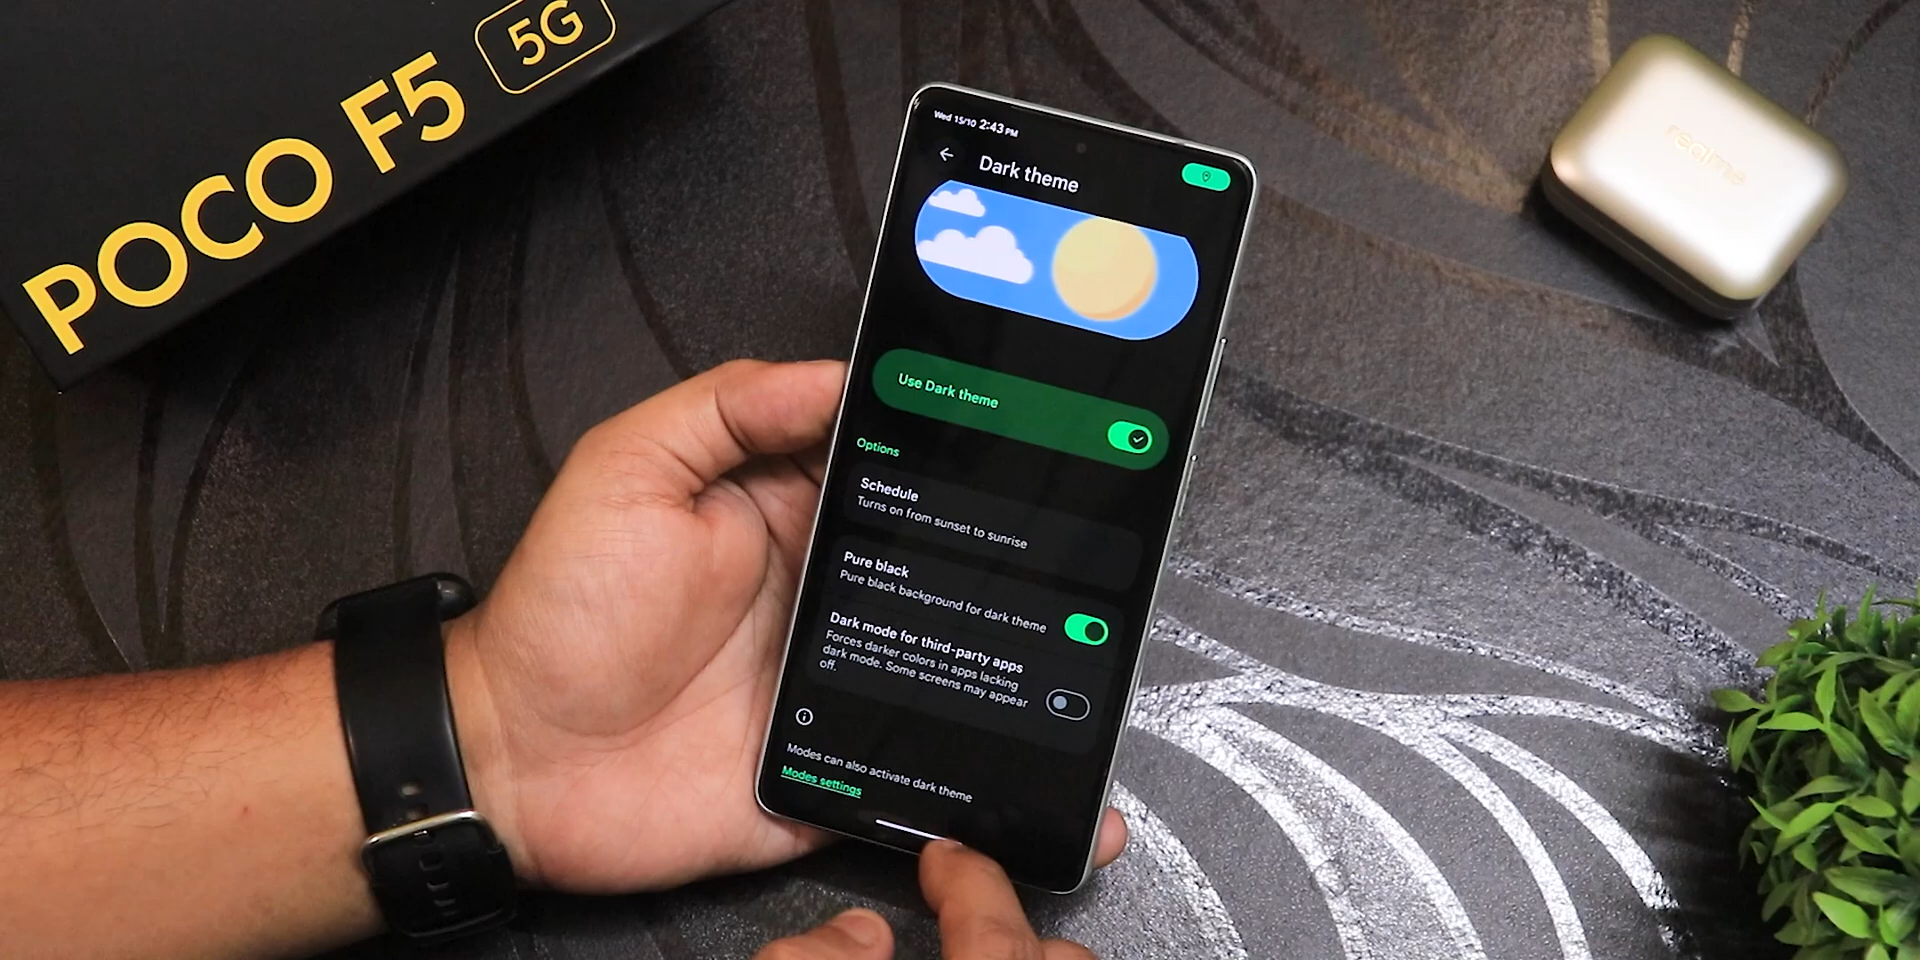 POCO F5 5G
Wed 15/10 2:43 PM
Dark theme
Use Dark theme
Options
Schedule
Turns on from sunset to sunrise
Pure black
Pure black background for dark theme
Dark mode for third-party apps
Forces darker colors in apps lacking
dark mode. Some screens may appear
off.
Modes can also activate dark theme
Modes settings
realme